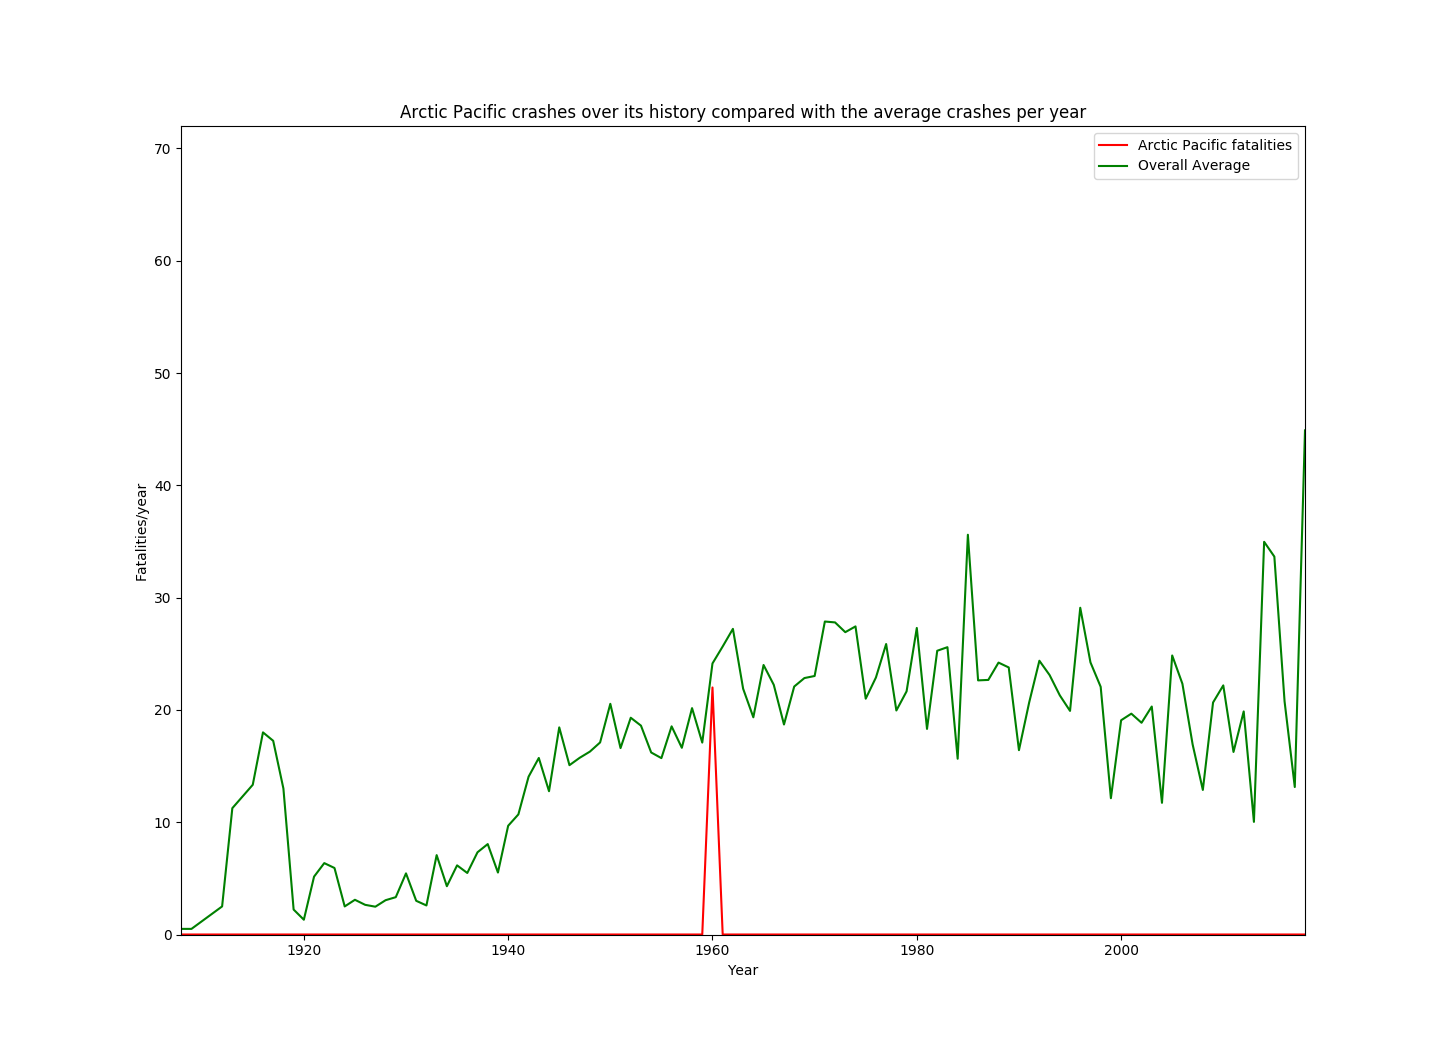 Arctic Pacific crashes over its history compared with the average crashes per year
Arctic Pacific fatalities
Overall Average
70
60
50
40
30
20
10
0
Fatalities/year
1920
1940
1960
1980
2000
Year